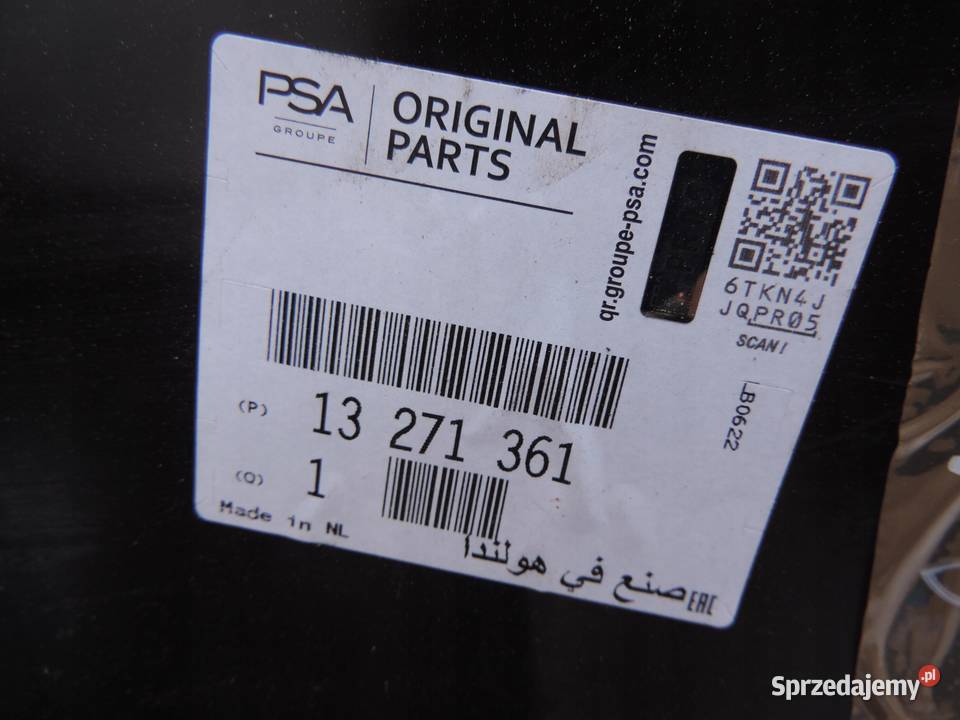 PSA
GROUPE
ORIGINAL
PARTS
qr.groupe-psa.com
6TKN4J
JQPR05
SCAN!
LB0622
(P) 13 271 361
(Q) 1
Made in NL
صنع في هولندا
EAC
Sprzedajemy.pl